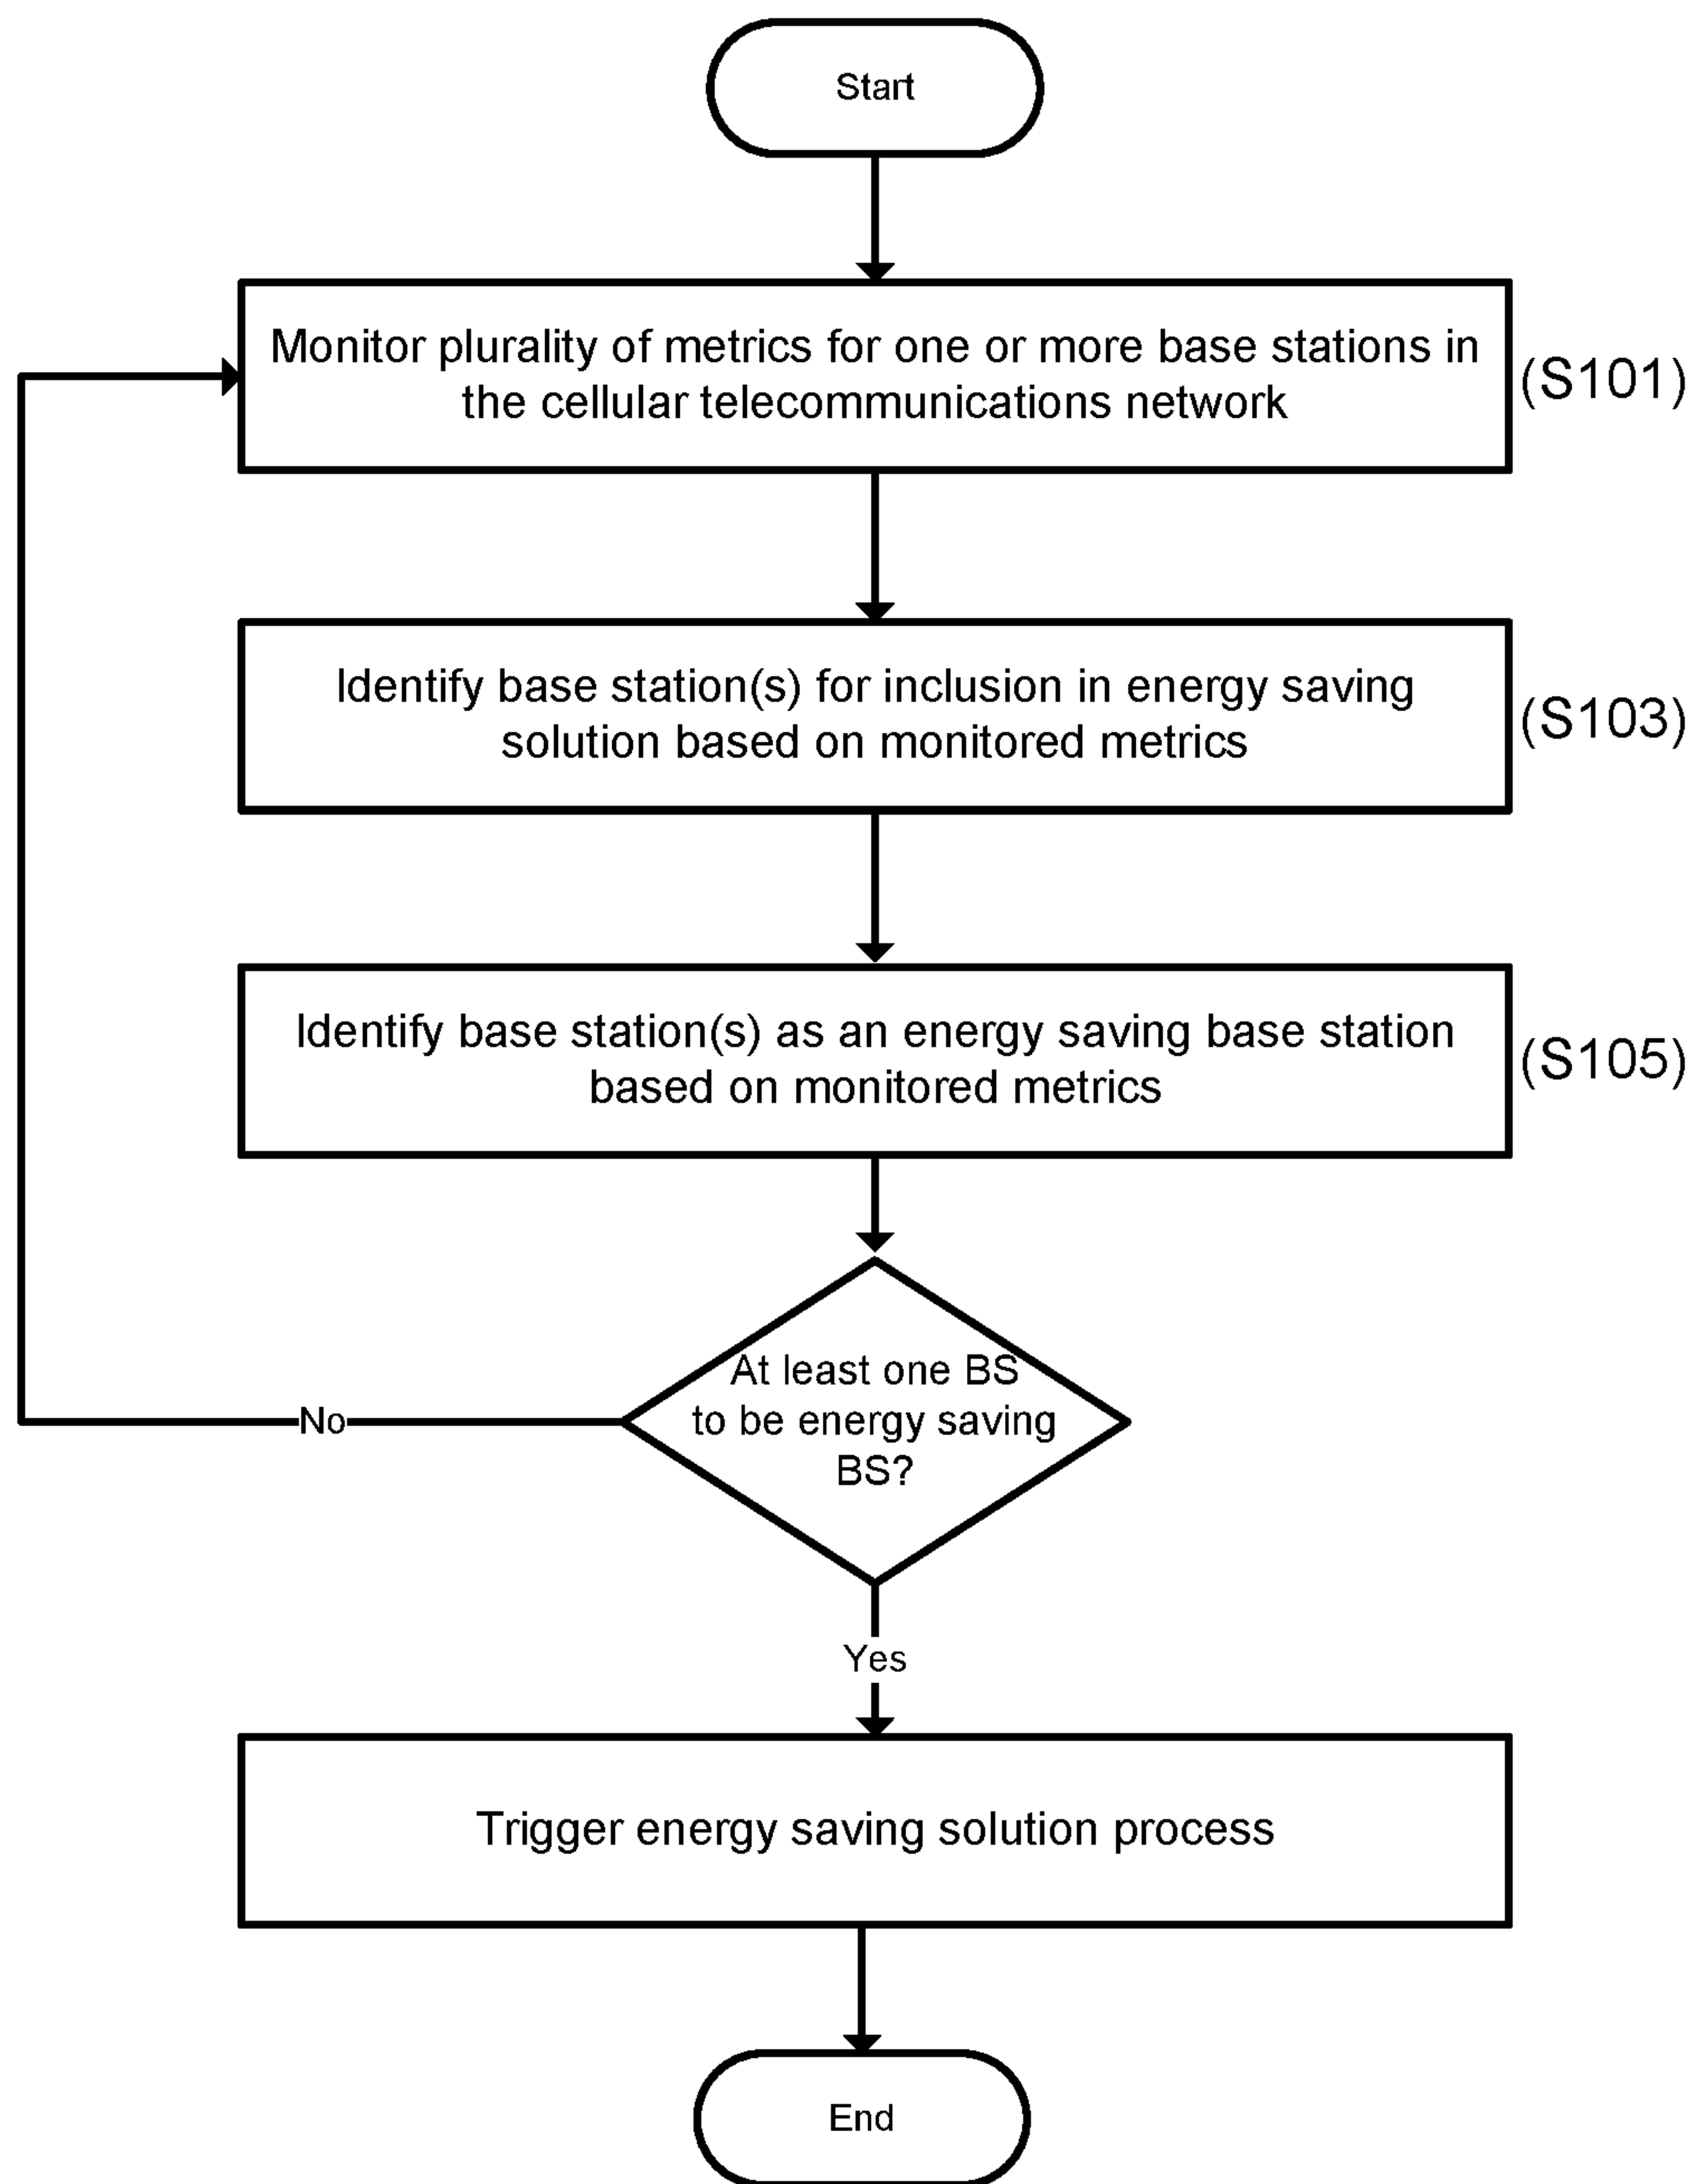 Start
Monitor plurality of metrics for one or more base stations in
the cellular telecommunications network
(S101)
Identify base station(s) for inclusion in energy saving
solution based on monitored metrics
(S103)
Identify base station(s) as an energy saving base station
based on monitored metrics
(S105)
At least one BS
to be energy saving
BS?
No
Yes
Trigger energy saving solution process
End